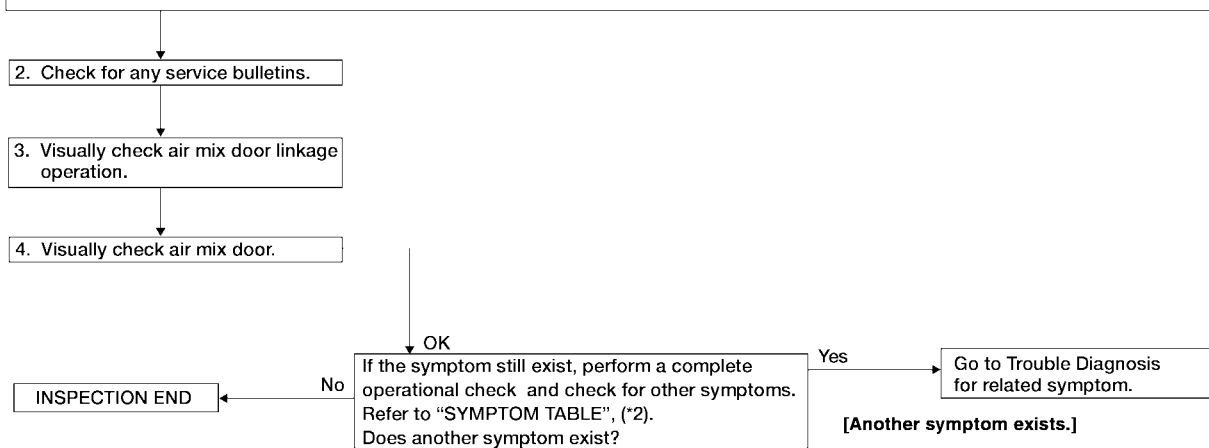 2. Check for any service bulletins.
3. Visually check air mix door linkage
operation.
4. Visually check air mix door.
OK
If the symptom still exist, perform a complete
operational check and check for other symptoms.
Refer to “SYMPTOM TABLE”, (*2).
Does another symptom exist?
No
INSPECTION END
Yes
Go to Trouble Diagnosis
for related symptom.
[Another symptom exists.]